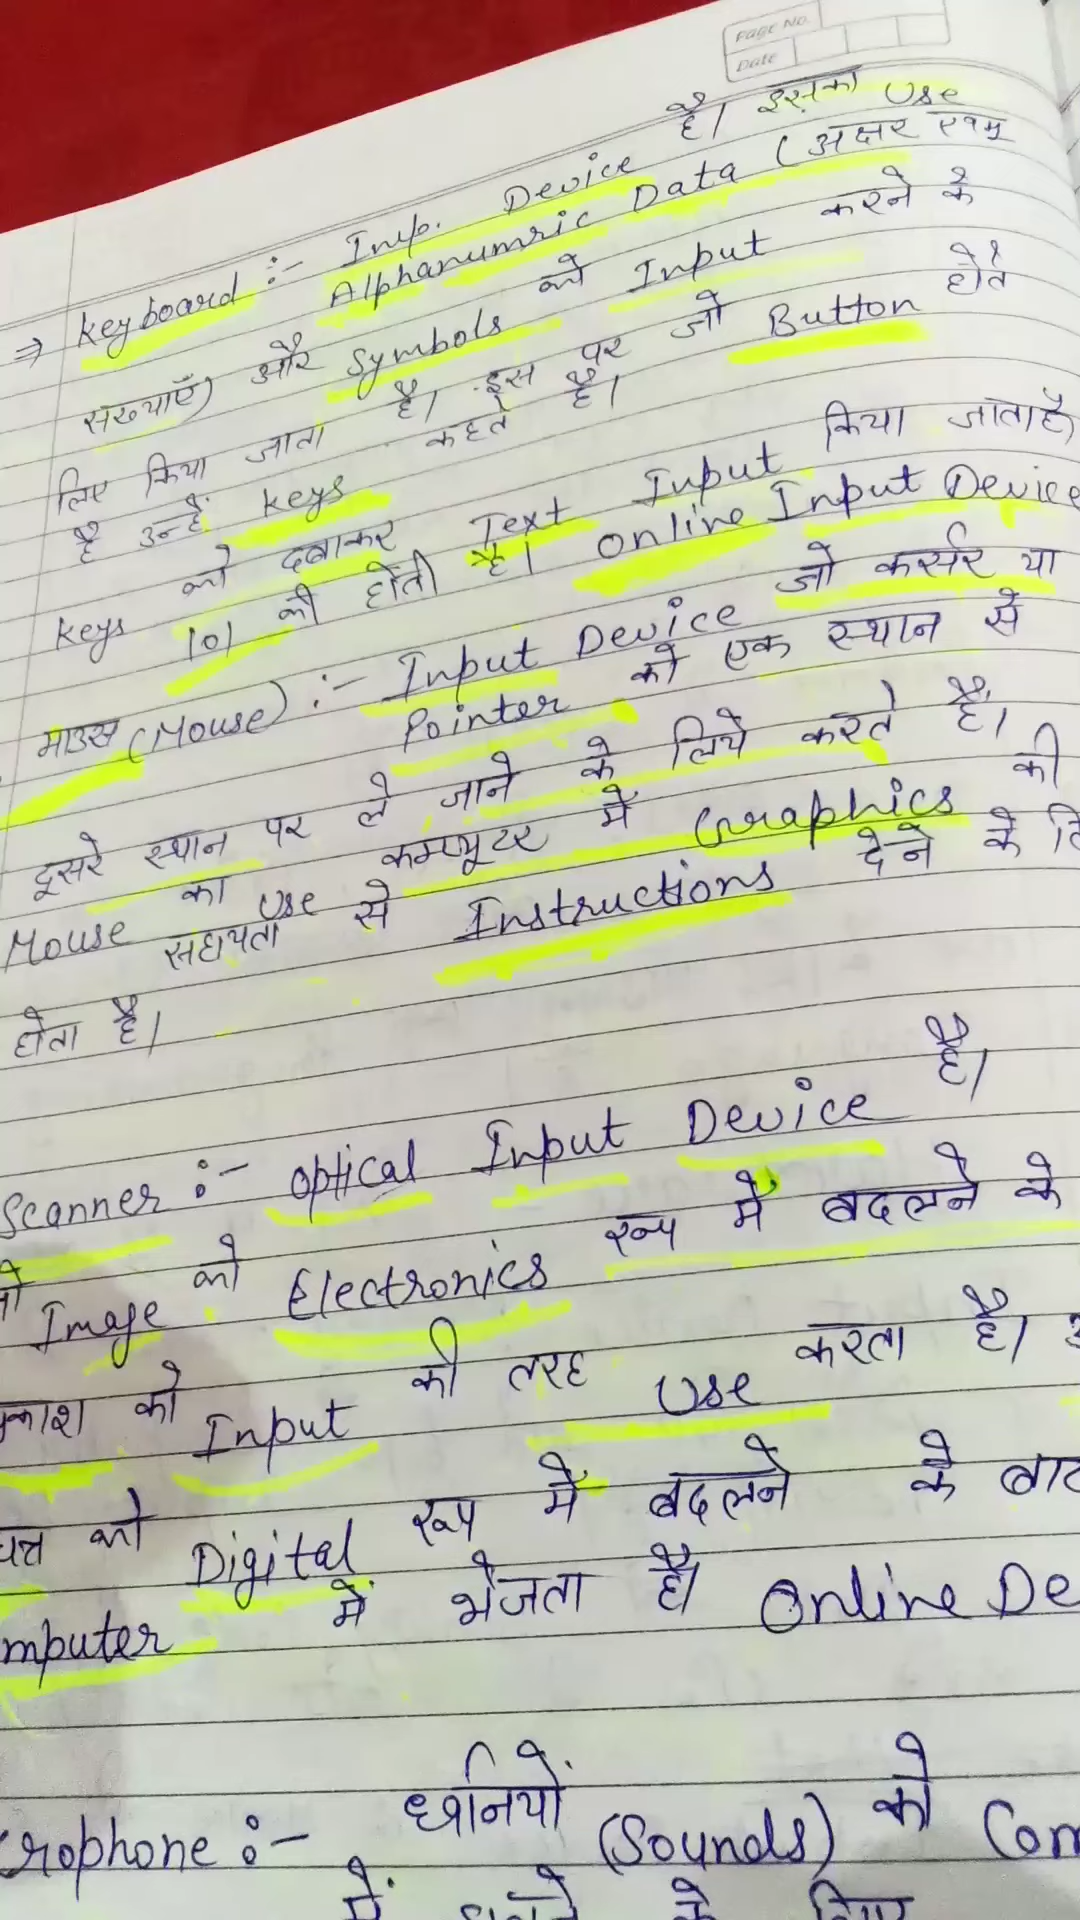 Page No.
Date
⇒ Keyboard :- Inp. Device है। इसका Use
Alphanumric Data (अक्षर एवम्
संख्याएँ) और Symbols को Input करने के
लिए किया जाता है। इस पर जो Button होते
है उन्हें Keys कहते हैं।
Keys को दबाकर Text Input किया जाता है
101 की होती है। Online Input Device
माउस (Mouse) :- Input Device जो कर्सर या
Pointer को एक स्थान से
दूसरे स्थान पर ले जाने के लिये करते हैं।
Mouse का Use कम्प्यूटर में Graphics की
सहायता से Instructions देने के लि
होता है।
Scanner :- Optical Input Device है।
Image को Electronics रूप में बदलने के
को Input की तरह Use करता है।
को Digital रूप में बदलने के बाद
mputer में भेजता है। Online De
crophone :- ध्वनियों (Sounds) को Com
में के लिए